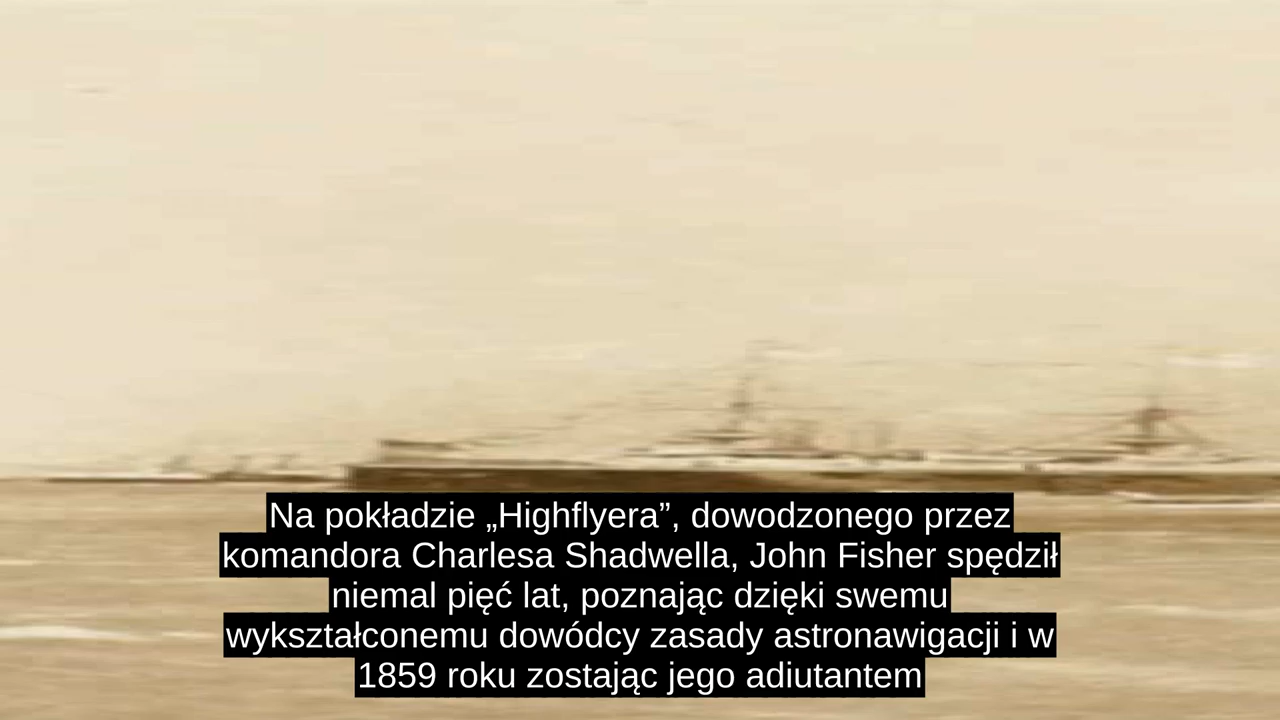 Na pokładzie „Highflyera”, dowodzonego przez
komandora Charlesa Shadwella, John Fisher spędził
niemal pięć lat, poznając dzięki swemu
wykształconemu dowódcy zasady astronawigacji i w
1859 roku zostając jego adiutantem